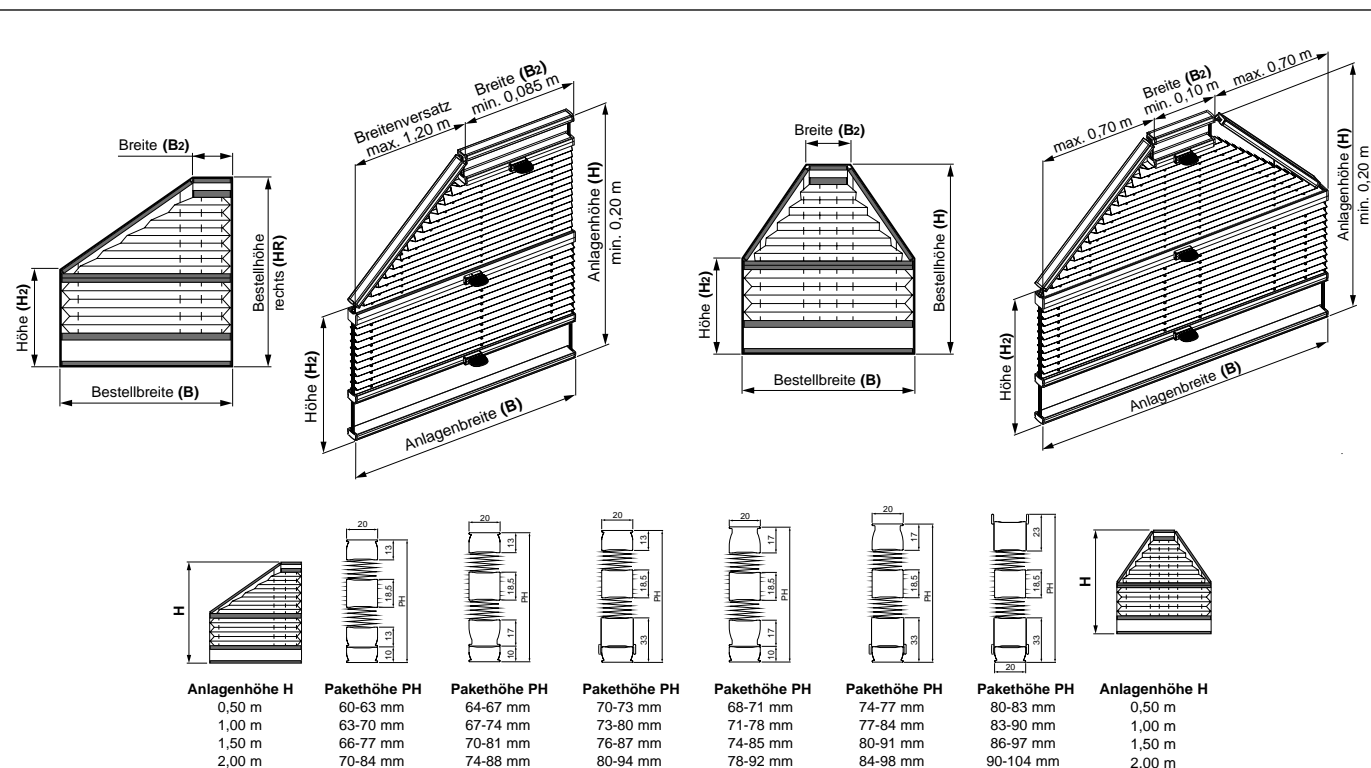 Breite (B2)
Bestellhöhe
rechts (HR)
Höhe (H2)
Bestellbreite (B)
Breitenversatz
max. 1,20 m
Breite (B2)
min. 0,085 m
Anlagenhöhe (H)
min. 0,20 m
Höhe (H2)
Anlagenbreite (B)
Breite (B2)
Bestellhöhe (H)
Höhe (H2)
Bestellbreite (B)
max. 0,70 m
Breite (B2)
min. 0,10 m
max. 0,70 m
Anlagenhöhe (H)
min. 0,20 m
Höhe (H2)
Anlagenbreite (B)
H
20
13
18,5
PH
13
10
20
13
18,5
PH
17
10
20
13
18,5
PH
33
20
17
18,5
PH
17
10
20
17
18,5
PH
33
23
18,5
PH
33
20
H
Anlagenhöhe H Pakethöhe PH Pakethöhe PH Pakethöhe PH Pakethöhe PH Pakethöhe PH Pakethöhe PH Anlagenhöhe H
0,50 m 60-63 mm 64-67 mm 70-73 mm 68-71 mm 74-77 mm 80-83 mm 0,50 m
1,00 m 63-70 mm 67-74 mm 73-80 mm 71-78 mm 77-84 mm 83-90 mm 1,00 m
1,50 m 66-77 mm 70-81 mm 76-87 mm 74-85 mm 80-91 mm 86-97 mm 1,50 m
2,00 m 70-84 mm 74-88 mm 80-94 mm 78-92 mm 84-98 mm 90-104 mm 2,00 m